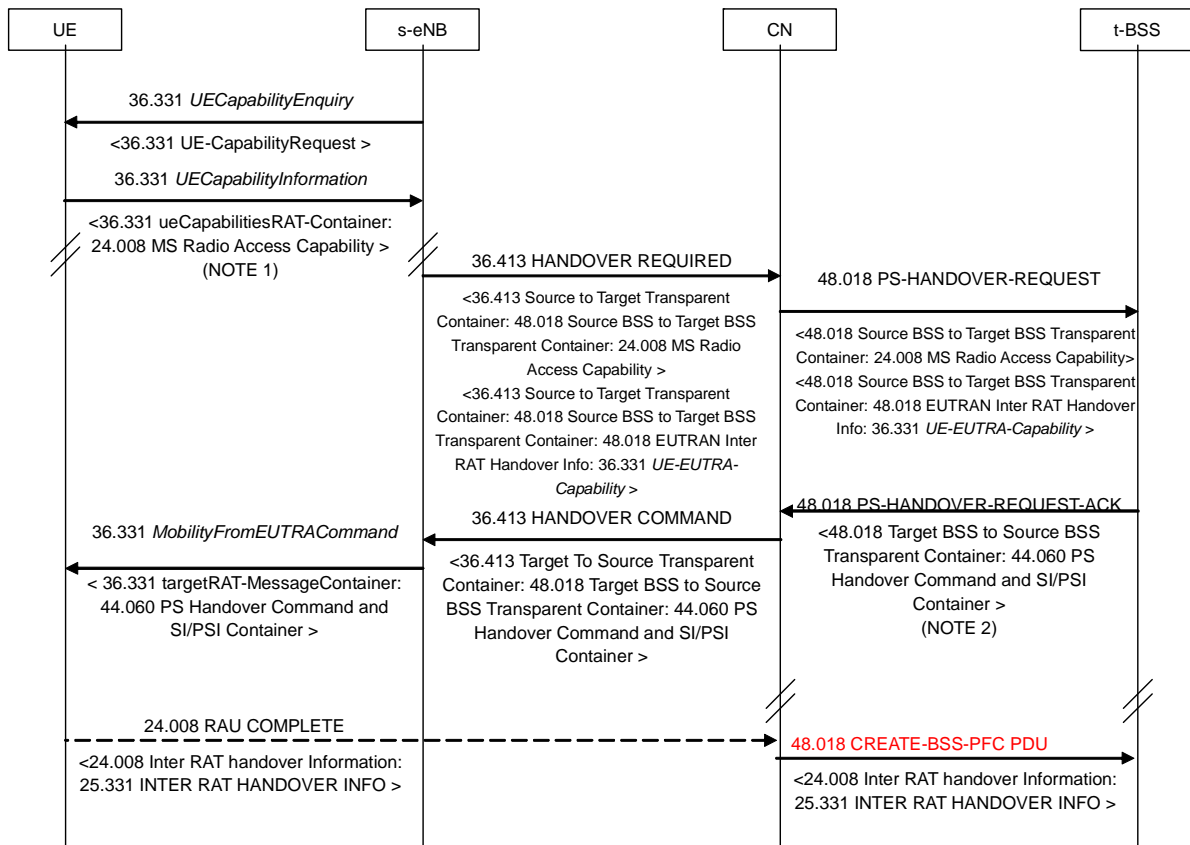 UE
s-eNB
CN
t-BSS
36.331 UECapabilityEnquiry
<36.331 UE-CapabilityRequest >
36.331 UECapabilityInformation
<36.331 ueCapabilitiesRAT-Container:
24.008 MS Radio Access Capability >
(NOTE 1)
36.413 HANDOVER REQUIRED
<36.413 Source to Target Transparent
Container: 48.018 Source BSS to Target BSS
Transparent Container: 24.008 MS Radio
Access Capability >
<36.413 Source to Target Transparent
Container: 48.018 Source BSS to Target BSS
Transparent Container: 48.018 EUTRAN Inter
RAT Handover Info: 36.331 UE-EUTRA-
Capability >
48.018 PS-HANDOVER-REQUEST
<48.018 Source BSS to Target BSS Transparent
Container: 24.008 MS Radio Access Capability>
<48.018 Source BSS to Target BSS Transparent
Container: 48.018 EUTRAN Inter RAT Handover
Info: 36.331 UE-EUTRA-Capability >
48.018 PS-HANDOVER-REQUEST-ACK
<48.018 Target BSS to Source BSS
Transparent Container: 44.060 PS
Handover Command and SI/PSI
Container >
(NOTE 2)
36.413 HANDOVER COMMAND
<36.413 Target To Source Transparent
Container: 48.018 Target BSS to Source
BSS Transparent Container: 44.060 PS
Handover Command and SI/PSI
Container >
36.331 MobilityFromEUTRACommand
< 36.331 targetRAT-MessageContainer:
44.060 PS Handover Command and
SI/PSI Container >
24.008 RAU COMPLETE
<24.008 Inter RAT handover Information:
25.331 INTER RAT HANDOVER INFO >
48.018 CREATE-BSS-PFC PDU
<24.008 Inter RAT handover Information:
25.331 INTER RAT HANDOVER INFO >